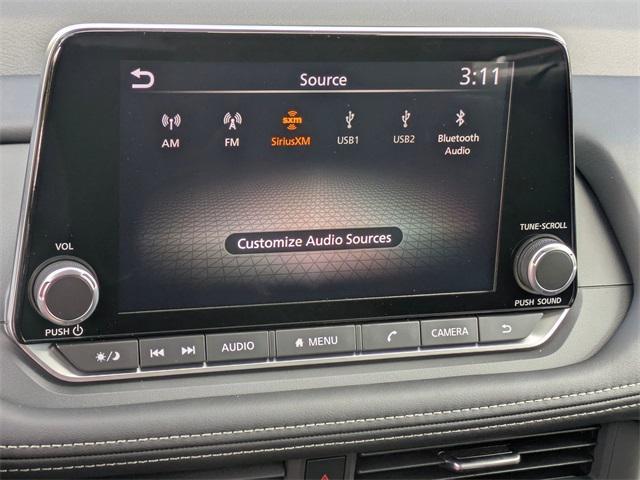 Source
3:11
AM
FM
sxm
SiriusXM
USB1
USB2
Bluetooth
Audio
Customize Audio Sources
VOL
PUSH
TUNE·SCROLL
PUSH SOUND
AUDIO
MENU
CAMERA